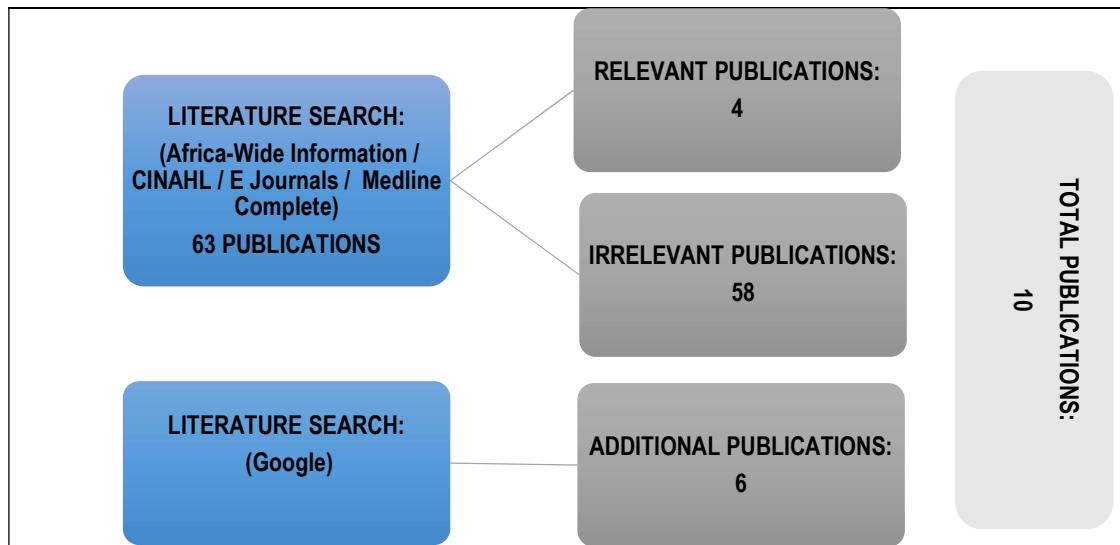 LITERATURE SEARCH:
(Africa-Wide Information /
CINAHL / E Journals / Medline
Complete)
63 PUBLICATIONS
RELEVANT PUBLICATIONS:
4
IRRELEVANT PUBLICATIONS:
58
LITERATURE SEARCH:
(Google)
ADDITIONAL PUBLICATIONS:
6
TOTAL PUBLICATIONS:
10